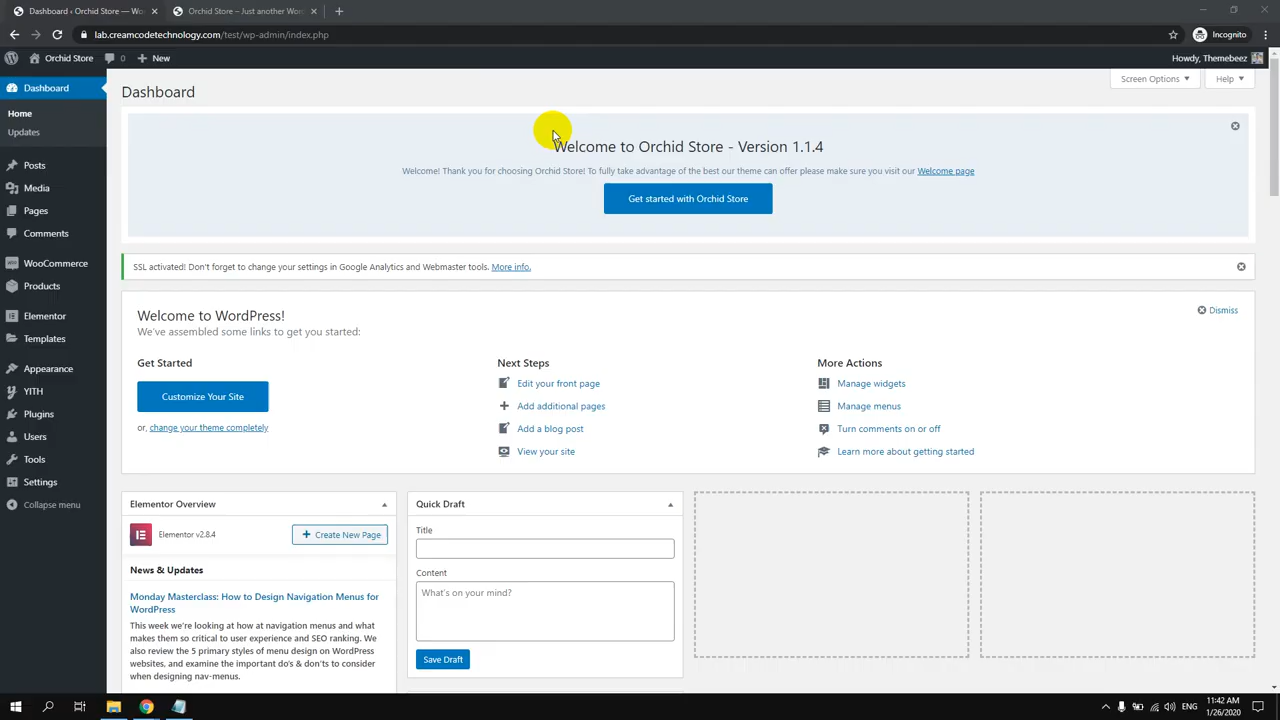 Dashboard ‹ Orchid Store — Wo
Orchid Store – Just another Wor
lab.creamcodetechnology.com/test/wp-admin/index.php
Incognito
Orchid Store
0
New
Howdy, Themebeez
Dashboard
Home
Updates
Posts
Media
Pages
Comments
WooCommerce
Products
Elementor
Templates
Appearance
YITH
Plugins
Users
Tools
Settings
Collapse menu
Screen Options
Help
Dashboard
Welcome to Orchid Store - Version 1.1.4
Welcome! Thank you for choosing Orchid Store! To fully take advantage of the best our theme can offer please make sure you visit our Welcome page
Get started with Orchid Store
SSL activated! Don't forget to change your settings in Google Analytics and Webmaster tools. More info.
Welcome to WordPress!
We've assembled some links to get you started:
Dismiss
Get Started
Customize Your Site
or, change your theme completely
Next Steps
Edit your front page
Add additional pages
Add a blog post
View your site
More Actions
Manage widgets
Manage menus
Turn comments on or off
Learn more about getting started
Elementor Overview
Elementor v2.8.4
Create New Page
News & Updates
Monday Masterclass: How to Design Navigation Menus for
WordPress
This week we're looking at how at navigation menus and what
makes them so critical to user experience and SEO ranking. We
also review the 5 primary styles of menu design on WordPress
websites, and examine the important do's & don'ts to consider
when designing nav-menus.
Quick Draft
Title
Content
What's on your mind?
Save Draft
ENG
11:42 AM
1/26/2020